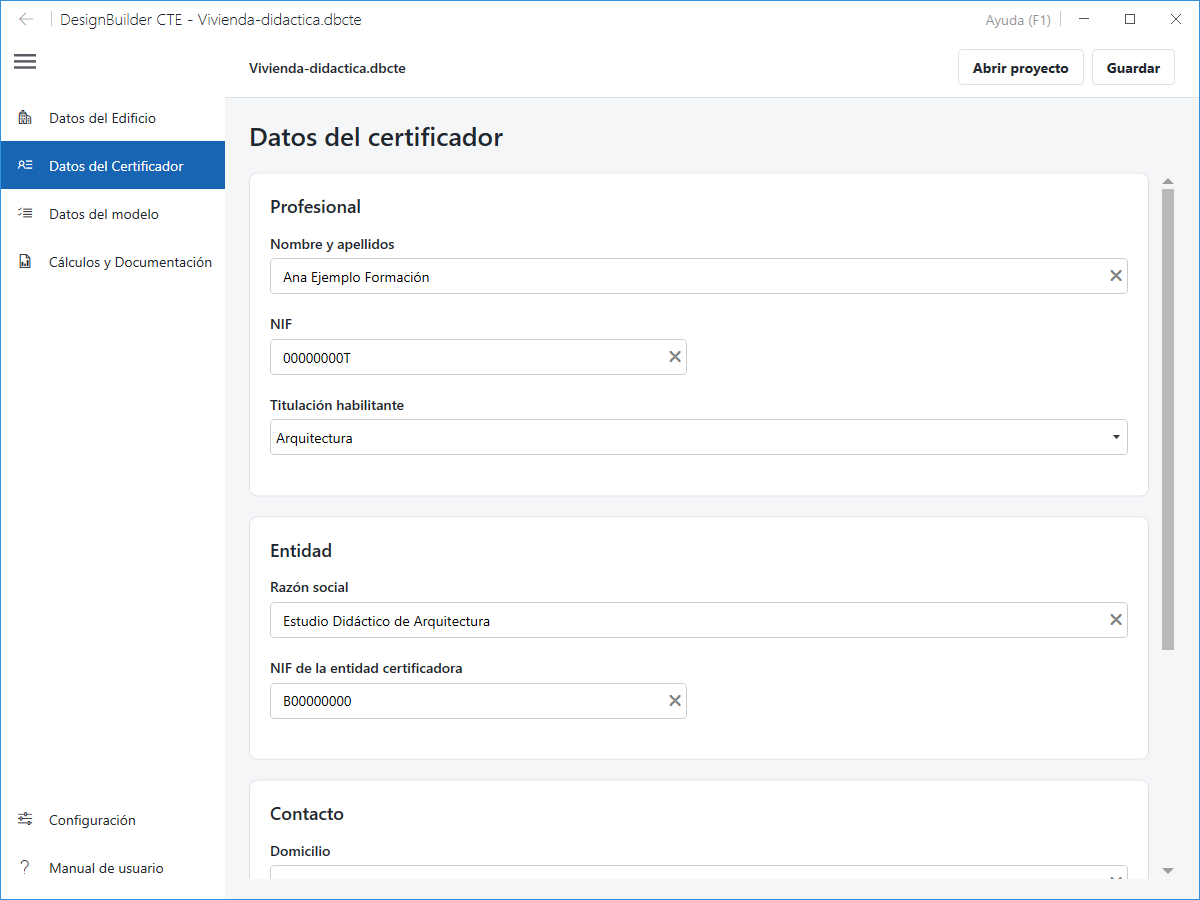 DesignBuilder CTE - Vivienda-didactica.dbcte
Ayuda (F1)
Vivienda-didactica.dbcte
Abrir proyecto
Guardar
Datos del Edificio
Datos del Certificador
Datos del modelo
Cálculos y Documentación
Configuración
Manual de usuario
Datos del certificador
Profesional
Nombre y apellidos
Ana Ejemplo Formación
NIF
00000000T
Titulación habilitante
Arquitectura
Entidad
Razón social
Estudio Didáctico de Arquitectura
NIF de la entidad certificadora
B00000000
Contacto
Domicilio